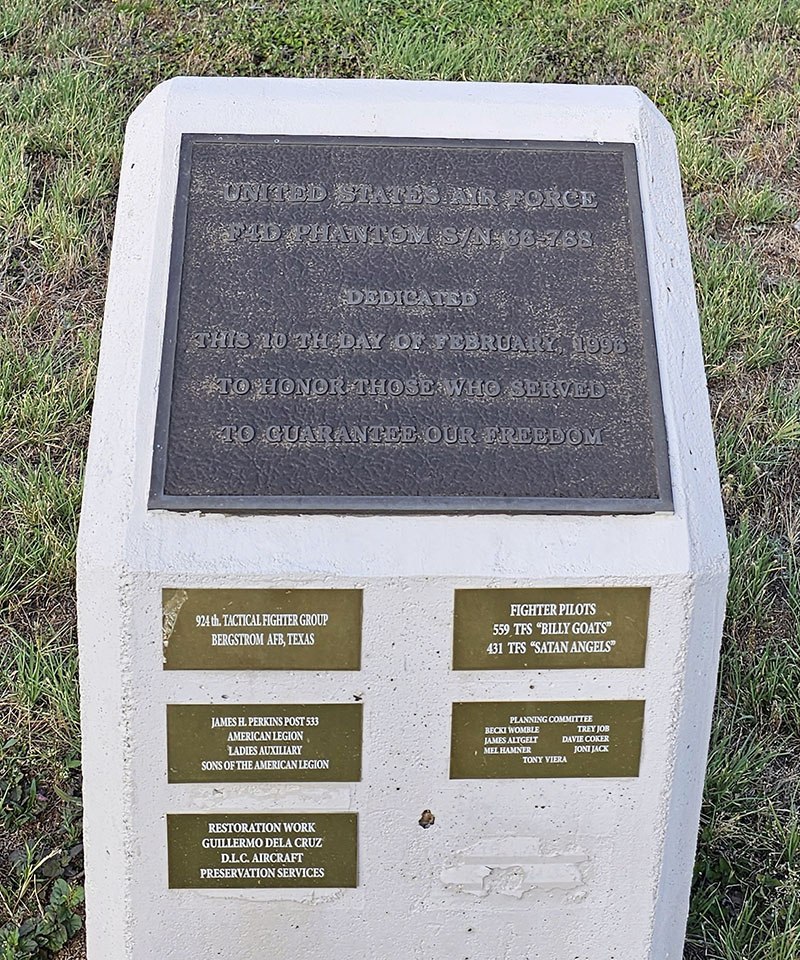 UNITED STATES AIR FORCE
F4D PHANTOM S/N 66-768
DEDICATED
THIS 10 TH DAY OF FEBRUARY, 1996
TO HONOR THOSE WHO SERVED
TO GUARANTEE OUR FREEDOM
924 th. TACTICAL FIGHTER GROUP
BERGSTROM AFB, TEXAS
FIGHTER PILOTS
559 TFS "BILLY GOATS"
431 TFS "SATAN ANGELS"
JAMES H. PERKINS POST 533
AMERICAN LEGION
LADIES AUXILIARY
SONS OF THE AMERICAN LEGION
PLANNING COMMITTEE
BECKI WOMBLE TREY JOB
JAMES ALTGELT DAVIE COKER
MEL HAMNER JONI JACK
TONY VIERA
RESTORATION WORK
GUILLERMO DELA CRUZ
D.L.C. AIRCRAFT
PRESERVATION SERVICES